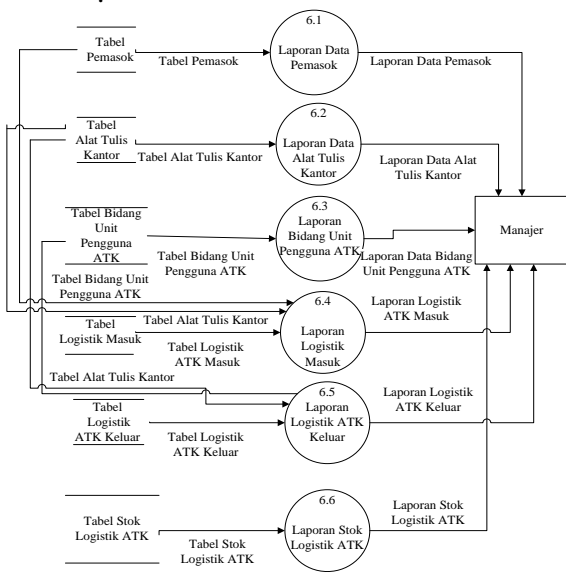 6.1
Tabel
Pemasok
Tabel Pemasok
Laporan Data
Pemasok
Laporan Data Pemasok
6.2
Tabel
Alat Tulis
Kantor
Tabel Alat Tulis Kantor
Laporan Data
Alat Tulis
Kantor
Laporan Data Alat
Tulis Kantor
6.3
Tabel Bidang
Unit
Pengguna
ATK
Tabel Bidang Unit
Pengguna ATK
Laporan
Bidang Unit
Pengguna ATK
Laporan Data Bidang
Unit Pengguna ATK
Manajer
Tabel Bidang Unit
Pengguna ATK
6.4
Tabel Alat Tulis Kantor
Tabel
Logistik Masuk
Tabel Logistik
ATK Masuk
Laporan
Logistik
Masuk
Laporan Logistik
ATK Masuk
Tabel Alat Tulis Kantor
6.5
Tabel
Logistik
ATK Keluar
Tabel Logistik
ATK Keluar
Laporan
Logistik ATK
Keluar
Laporan Logistik
ATK Keluar
6.6
Tabel Stok
Logistik ATK
Tabel Stok
Logistik ATK
Laporan Stok
Logistik ATK
Laporan Stok
Logistik ATK